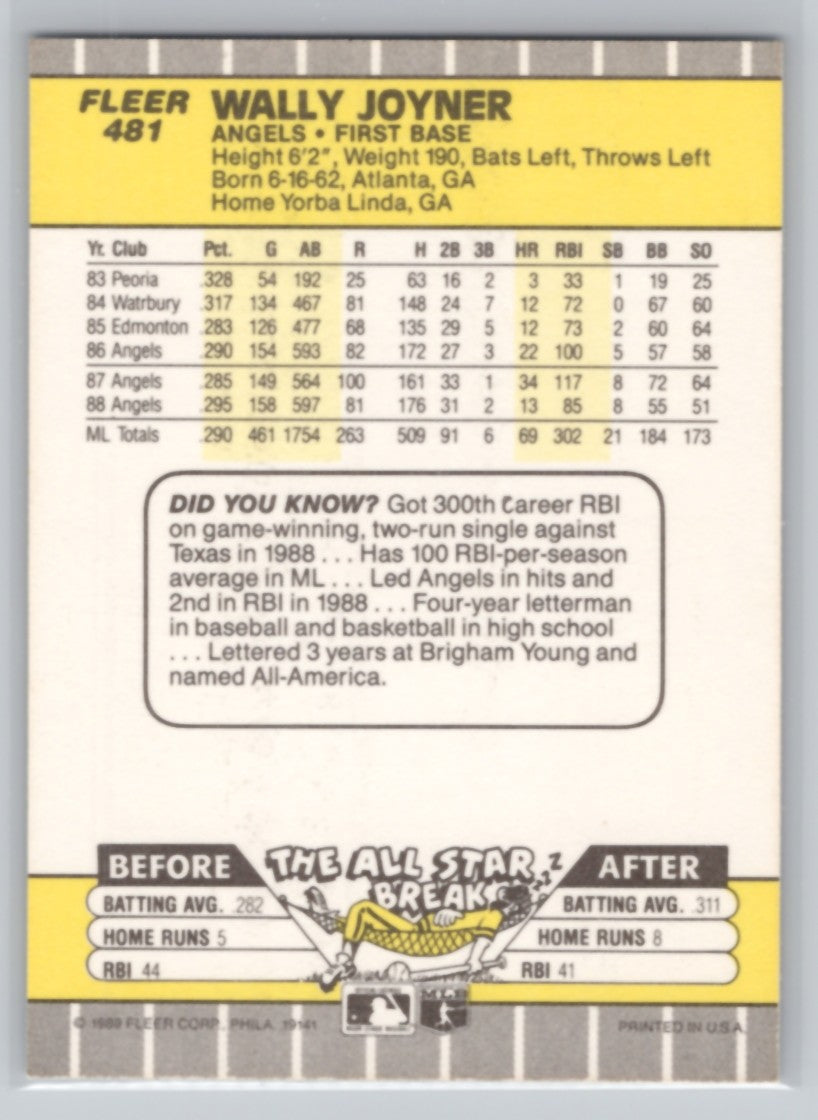 FLEER WALLY JOYNER
481 ANGELS • FIRST BASE
Height 6'2", Weight 190, Bats Left, Throws Left
Born 6-16-62, Atlanta, GA
Home Yorba Linda, GA
Yr. Club Pct. G AB R H 2B 3B HR RBI SB BB SO
83 Peoria .328 54 192 25 63 16 2 3 33 1 19 25
84 Watrbury .317 134 467 81 148 24 7 12 72 0 67 60
85 Edmonton .283 126 477 68 135 29 5 12 73 2 60 64
86 Angels .290 154 593 82 172 27 3 22 100 5 57 58
87 Angels .285 149 564 100 161 33 1 34 117 8 72 64
88 Angels .295 158 597 81 176 31 2 13 85 8 55 51
ML Totals .290 461 1754 263 509 91 6 69 302 21 184 173
DID YOU KNOW? Got 300th Career RBI
on game-winning, two-run single against
Texas in 1988 . . . Has 100 RBI-per-season
average in ML . . . Led Angels in hits and
2nd in RBI in 1988 . . . Four-year letterman
in baseball and basketball in high school
. . . Lettered 3 years at Brigham Young and
named All-America.
BEFORE THE ALL STAR ZZZ AFTER
BREAK
BATTING AVG. .282 BATTING AVG. .311
HOME RUNS 5 HOME RUNS 8
RBI 44 RBI 41
MLB
© 1989 FLEER CORP., PHILA. 19141 PRINTED IN U.S.A.